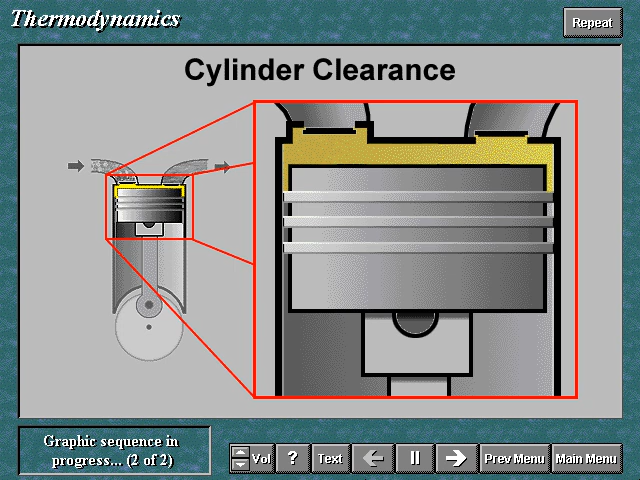 Thermodynamics
Repeat
Cylinder Clearance
Graphic sequence in
progress... (2 of 2)
Vol
?
Text
Prev Menu
Main Menu